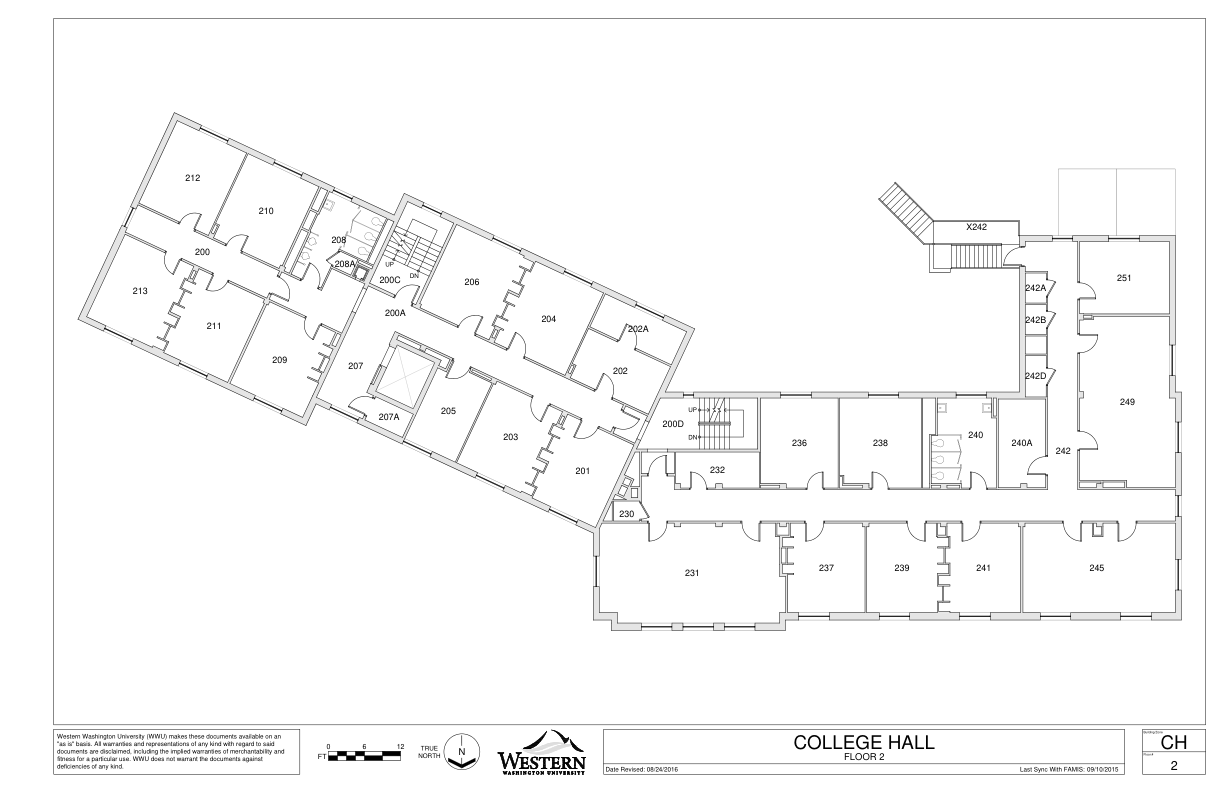 212
210
208
208A
200
213
211
209
UP
DN
200C
200A
206
204
202A
202
207
207A
205
203
201
X242
242A
242B
242D
251
249
242
UP
DN
200D
232
236
238
240
240A
230
231
237
239
241
245
Western Washington University (WWU) makes these documents available on an
"as is" basis. All warranties and representations of any kind with regard to said
documents are disclaimed, including the implied warranties of merchantability and
fitness for a particular use. WWU does not warrant the documents against
deficiencies of any kind.
0 6 12
FT
TRUE
NORTH
N
WESTERN
WASHINGTON UNIVERSITY
COLLEGE HALL
FLOOR 2
Date Revised: 08/24/2016
Last Sync With FAMIS: 09/10/2015
CH
2